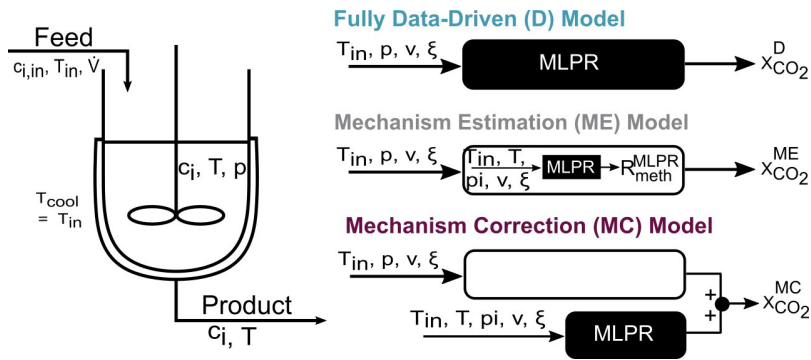 Feed
c_i,in, T_in, V̇
c_i, T, p
T_cool
= T_in
Product
c_i, T
Fully Data-Driven (D) Model
T_in, p, v, ξ
MLPR
X_CO₂^D
Mechanism Estimation (ME) Model
T_in, p, v, ξ
T_in, T,
pi, v, ξ
MLPR
R_meth^MLPR
X_CO₂^ME
Mechanism Correction (MC) Model
T_in, p, v, ξ
+
+
X_CO₂^MC
T_in, T, pi, v, ξ
MLPR